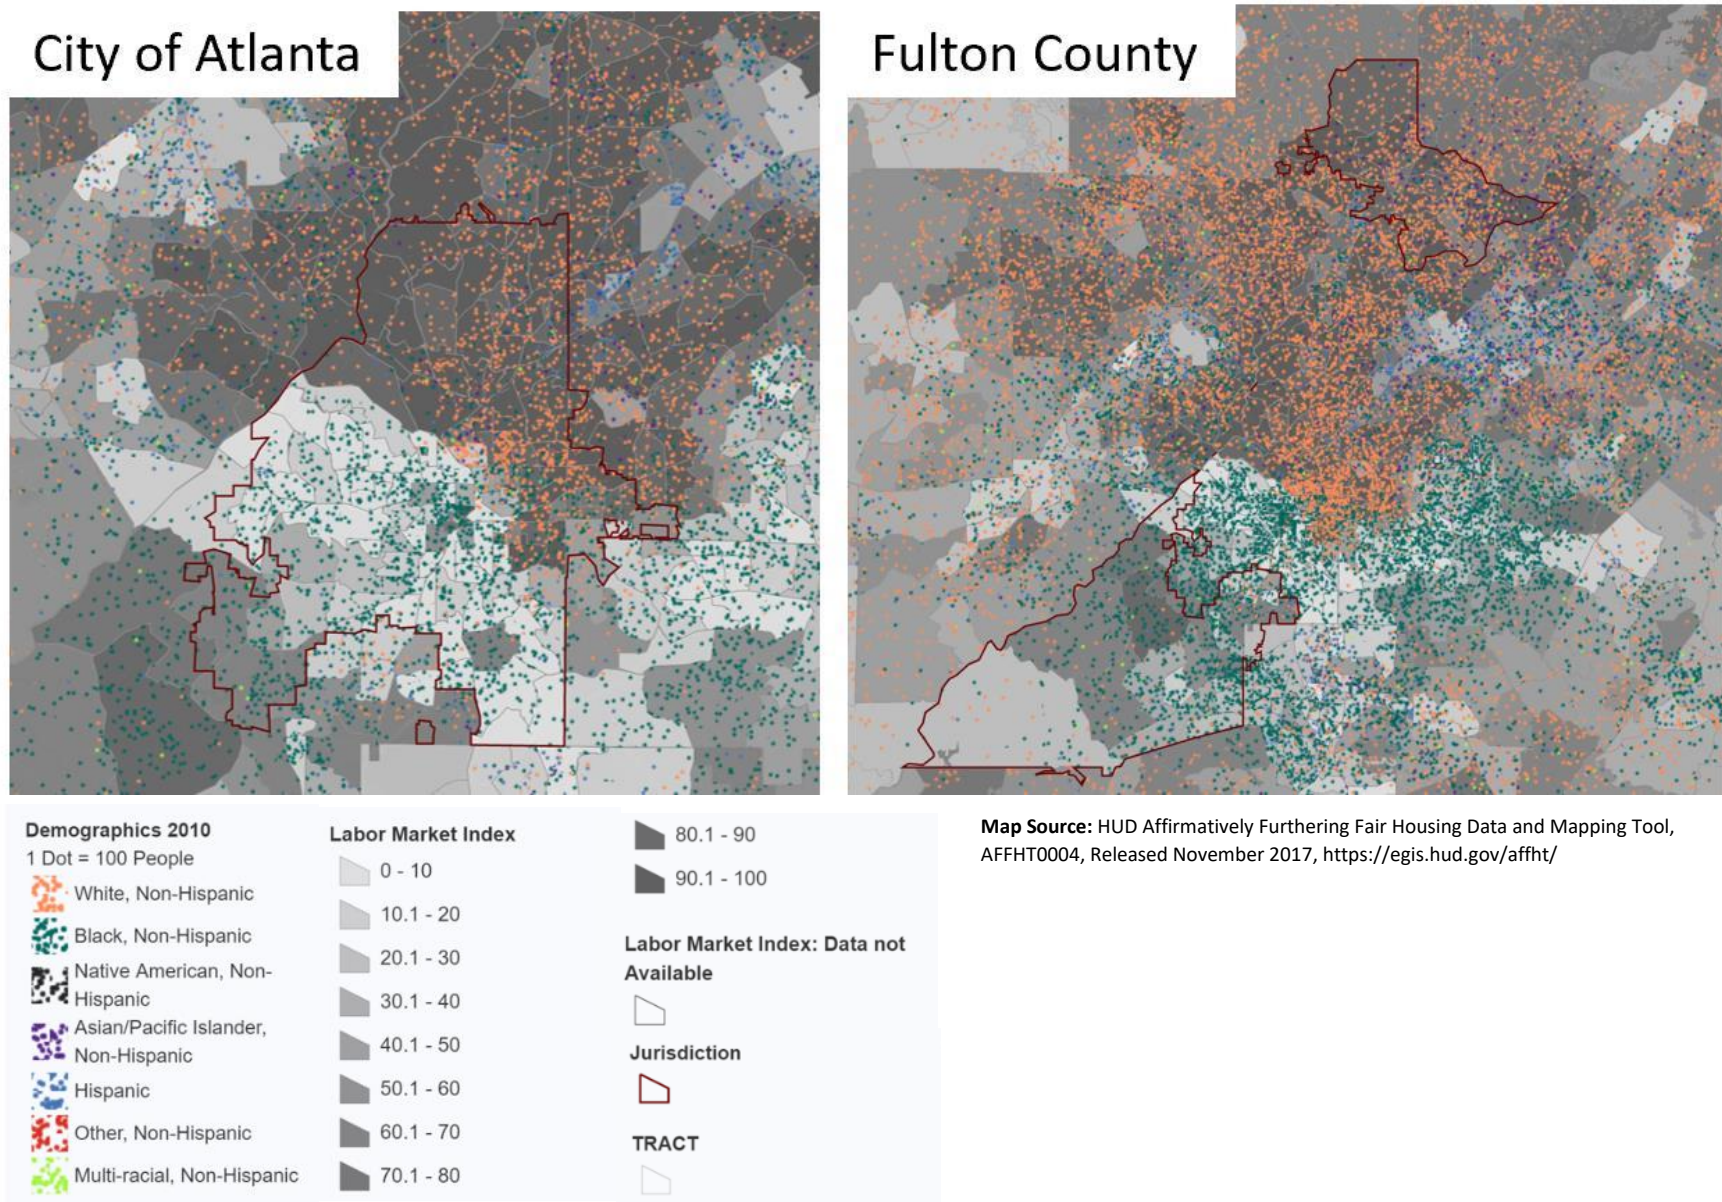 City of Atlanta
Fulton County
Demographics 2010
1 Dot = 100 People
White, Non-Hispanic
Black, Non-Hispanic
Native American, Non-
Hispanic
Asian/Pacific Islander,
Non-Hispanic
Hispanic
Other, Non-Hispanic
Multi-racial, Non-Hispanic
Labor Market Index
0 - 10
10.1 - 20
20.1 - 30
30.1 - 40
40.1 - 50
50.1 - 60
60.1 - 70
70.1 - 80
80.1 - 90
90.1 - 100
Labor Market Index: Data not
Available
Jurisdiction
TRACT
Map Source: HUD Affirmatively Furthering Fair Housing Data and Mapping Tool,
AFFHT0004, Released November 2017, https://egis.hud.gov/affht/